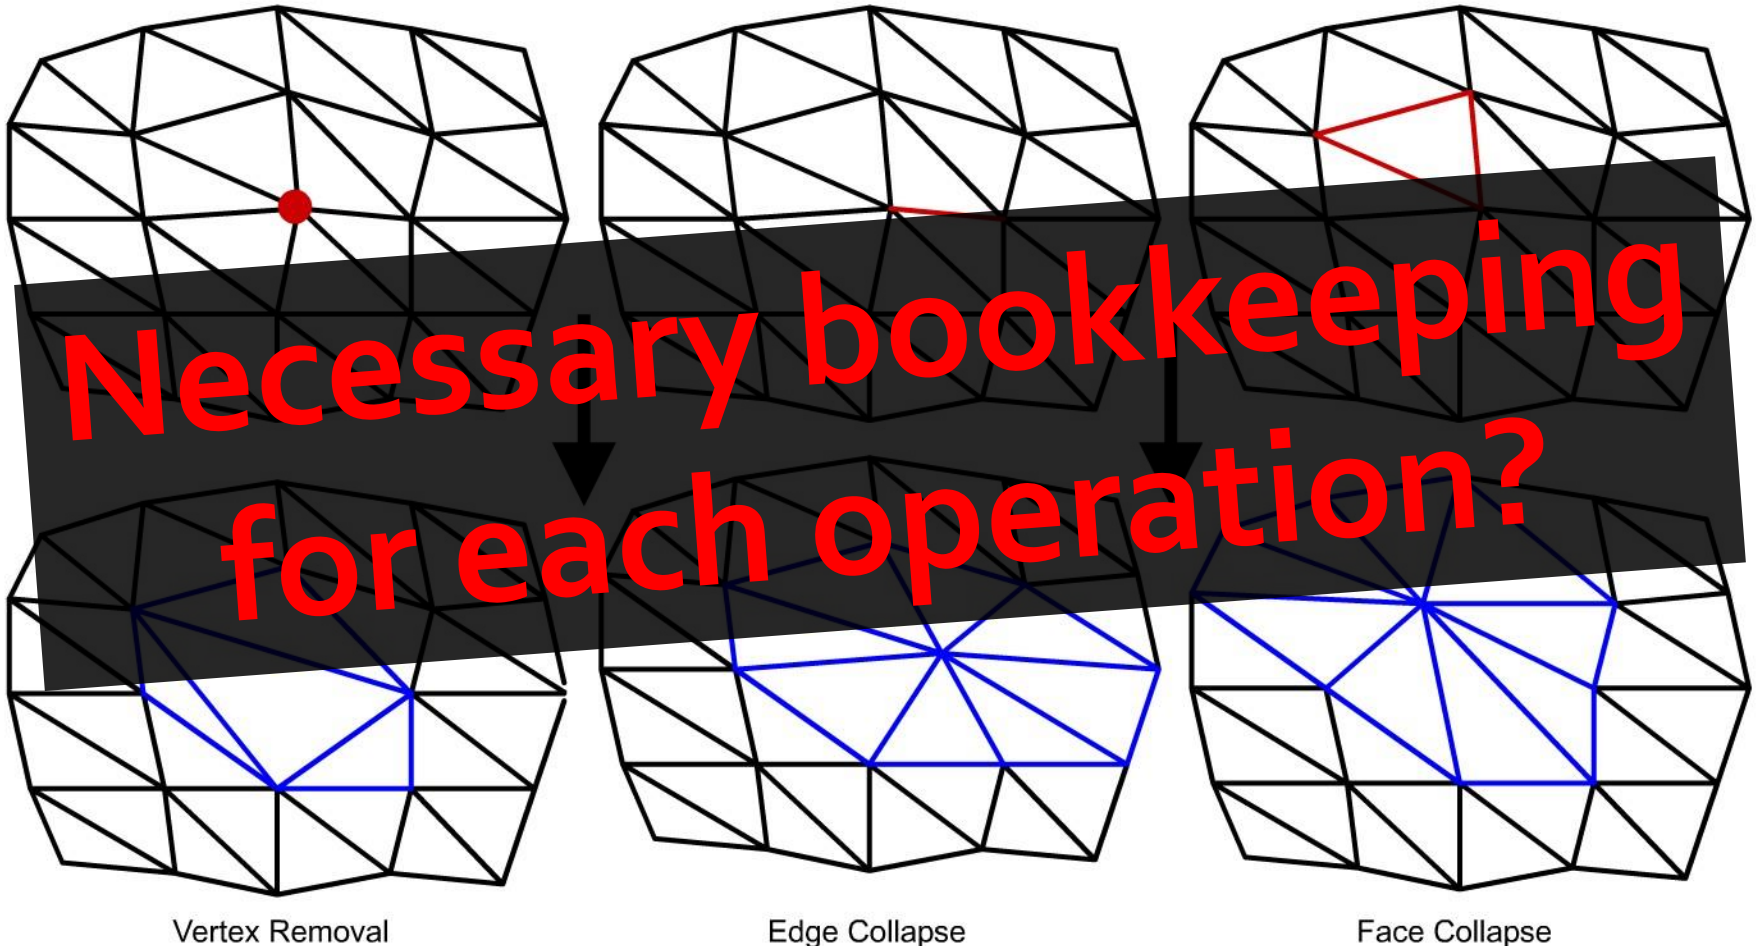 Necessary bookkeeping
for each operation?
Vertex Removal
Edge Collapse
Face Collapse